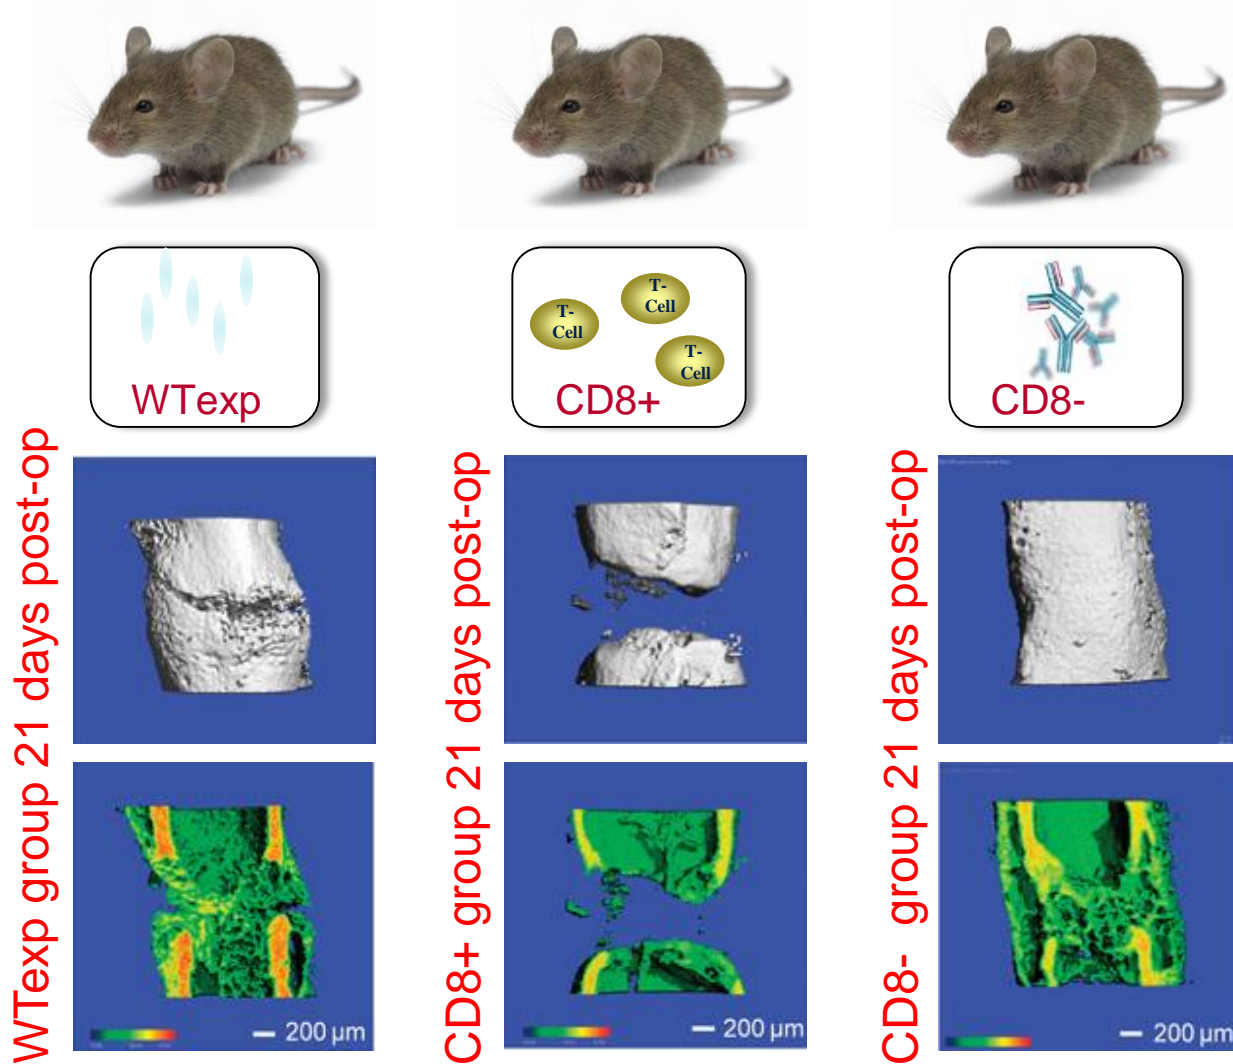 T-
Cell
T-
Cell
T-
Cell
WTexp
CD8+
CD8-
WTexp group 21 days post-op
CD8+ group 21 days post-op
CD8- group 21 days post-op
200 µm
200 µm
200 µm